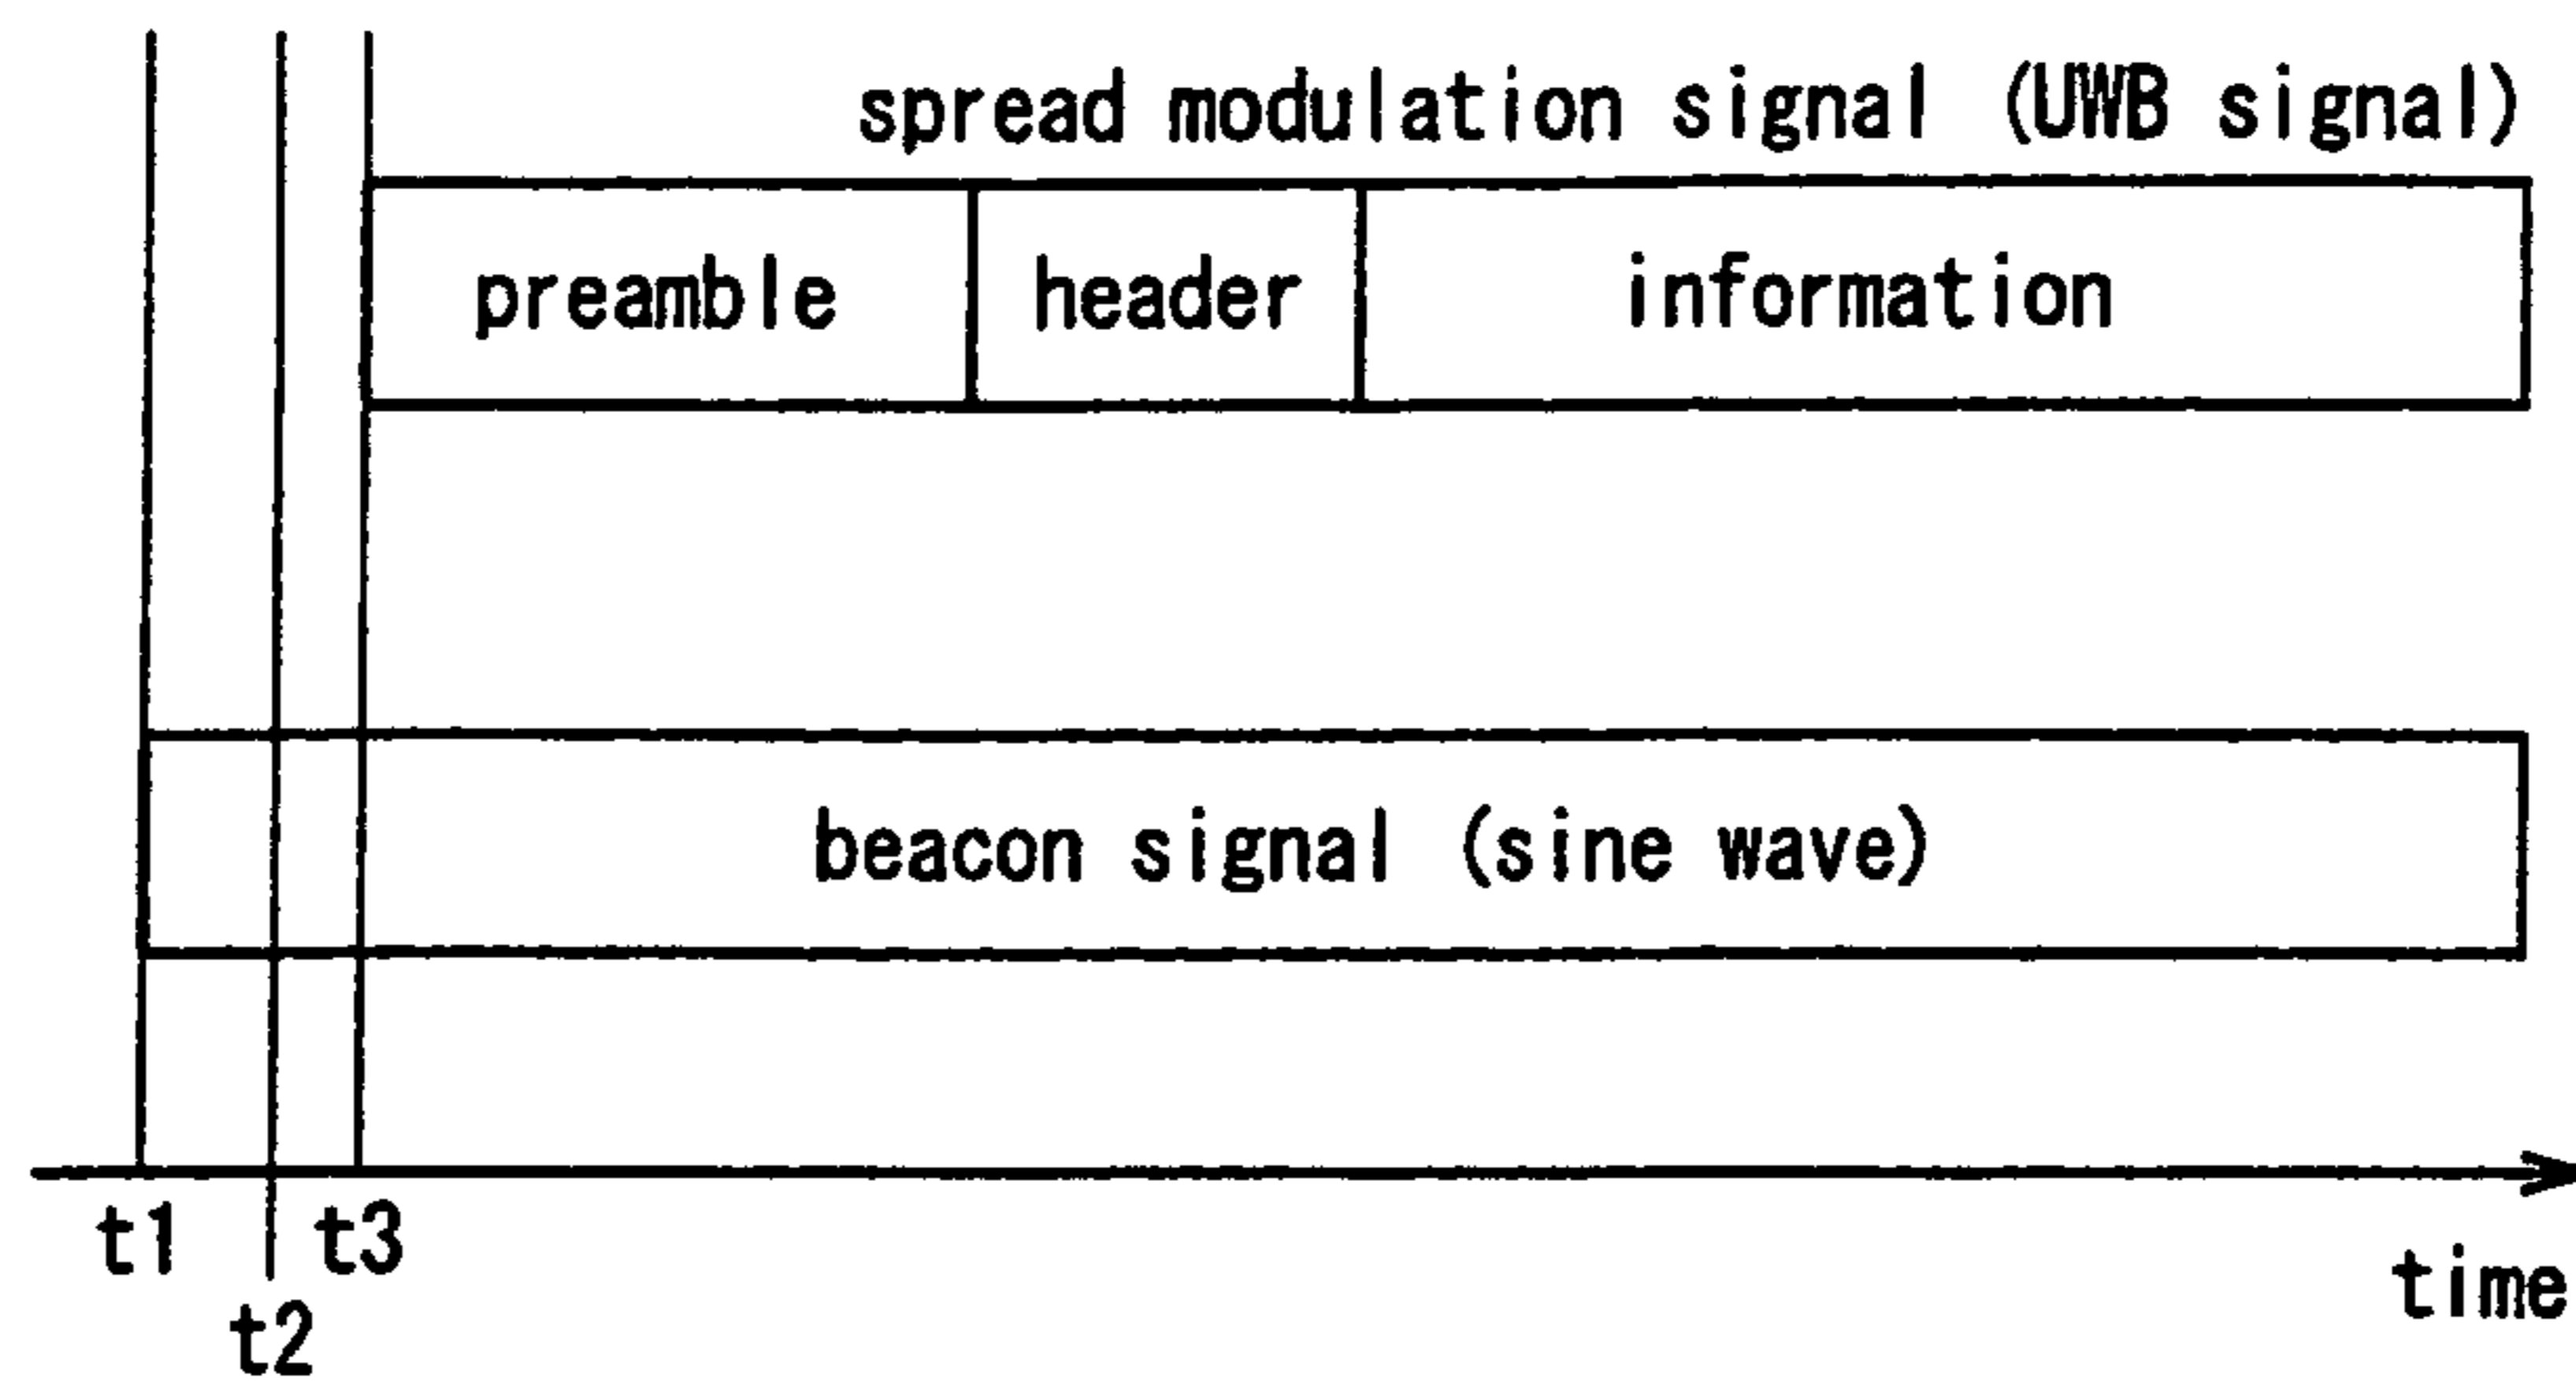 spread modulation signal (UWB signal)
preamble header information
beacon signal (sine wave)
t1 t3
t2
time